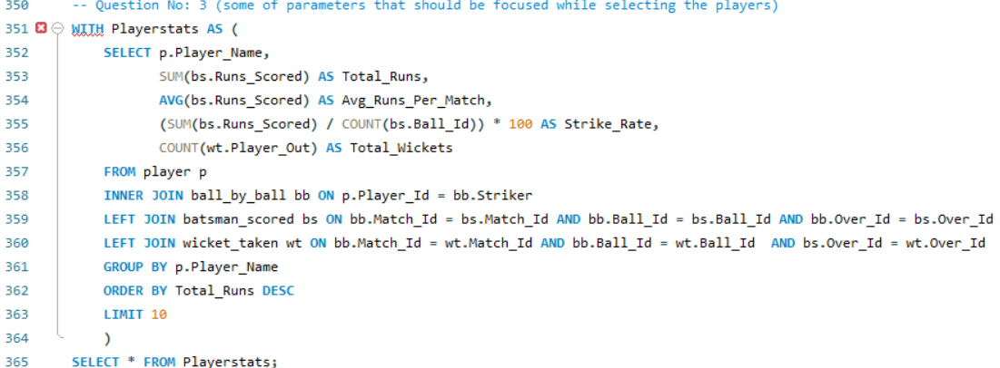 350 -- Question No: 3 (some of parameters that should be focused while selecting the players)
351 WITH Playerstats AS (
352 SELECT p.Player_Name,
353 SUM(bs.Runs_Scored) AS Total_Runs,
354 AVG(bs.Runs_Scored) AS Avg_Runs_Per_Match,
355 (SUM(bs.Runs_Scored) / COUNT(bs.Ball_Id)) * 100 AS Strike_Rate,
356 COUNT(wt.Player_Out) AS Total_Wickets
357 FROM player p
358 INNER JOIN ball_by_ball bb ON p.Player_Id = bb.Striker
359 LEFT JOIN batsman_scored bs ON bb.Match_Id = bs.Match_Id AND bb.Ball_Id = bs.Ball_Id AND bb.Over_Id = bs.Over_Id
360 LEFT JOIN wicket_taken wt ON bb.Match_Id = wt.Match_Id AND bb.Ball_Id = wt.Ball_Id  AND bs.Over_Id = wt.Over_Id
361 GROUP BY p.Player_Name
362 ORDER BY Total_Runs DESC
363 LIMIT 10
364 )
365 SELECT * FROM Playerstats;